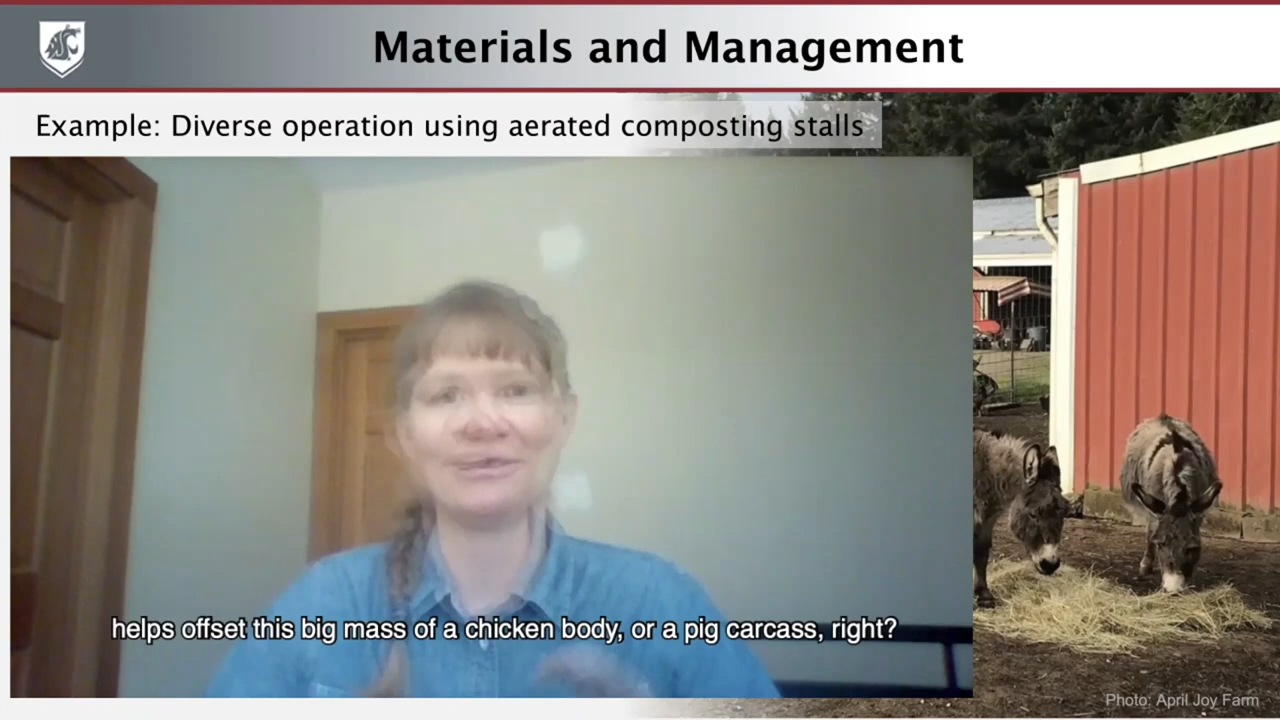 Materials and Management
Example: Diverse operation using aerated composting stalls
helps offset this big mass of a chicken body, or a pig carcass, right?
Photo: April Joy Farm